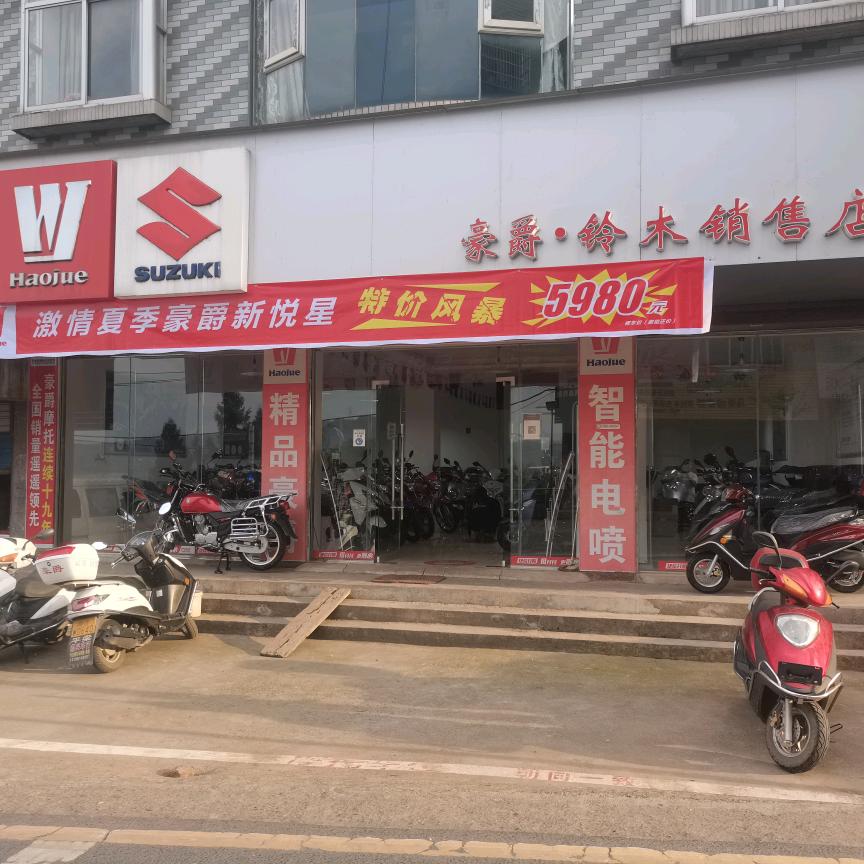 Haojue
SUZUKI
豪爵·铃木销售店
激情夏季豪爵新悦星 特价风暴 5980元
Haojue
Haojue
豪爵摩托连续十九年
全国销量遥遥领先
精品豪
智能电喷
豪爵